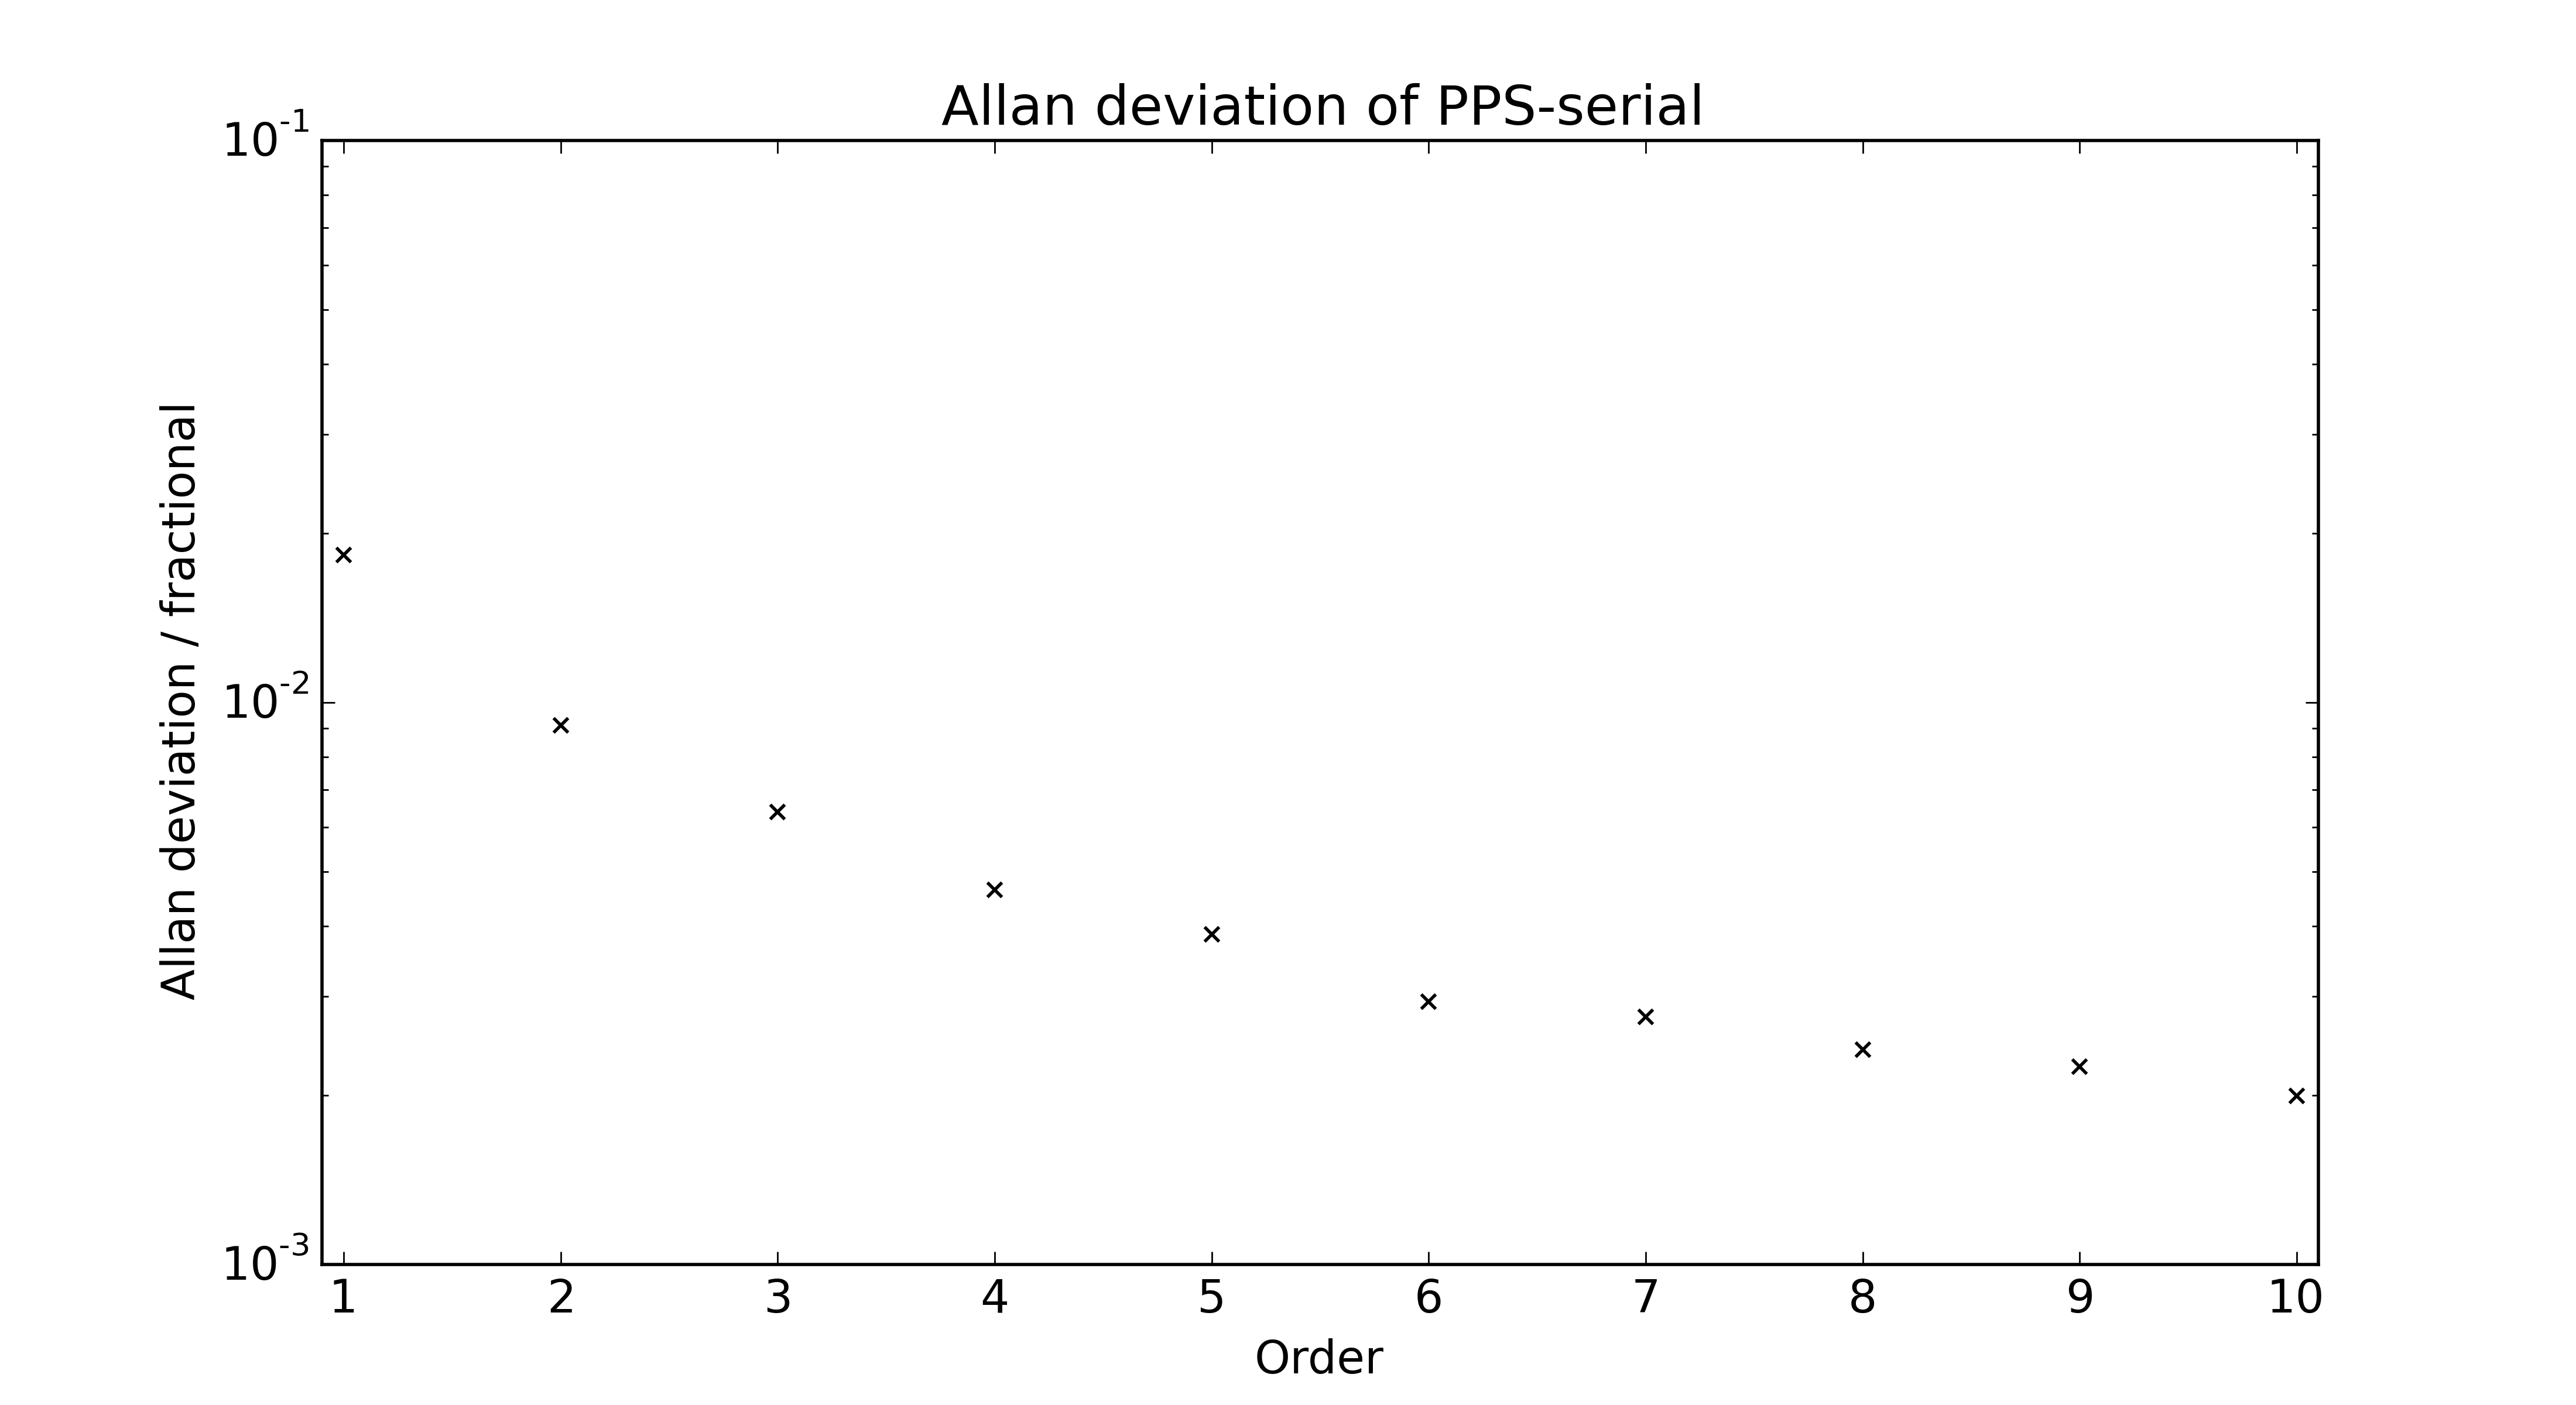 Allan deviation of PPS-serial
10-1
10-2
10-3
Allan deviation / fractional
1 2 3 4 5 6 7 8 9 10
Order